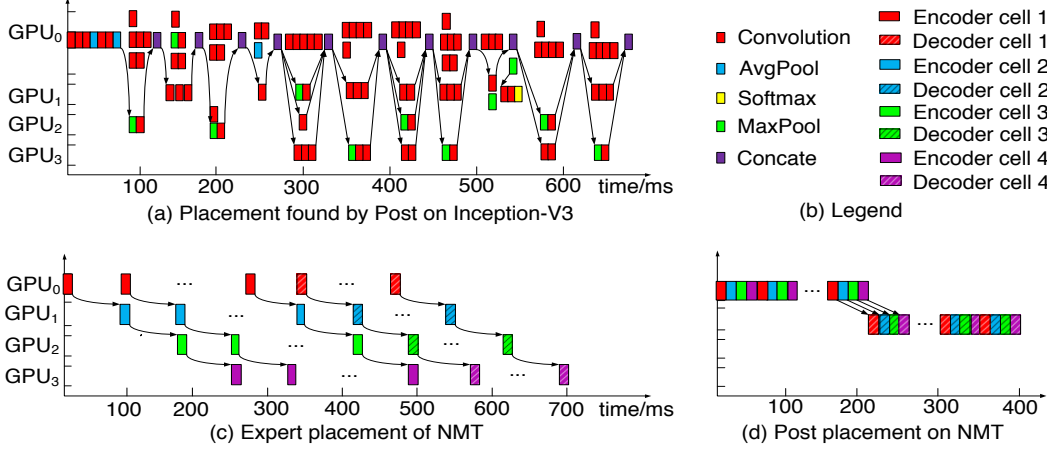 GPU0
GPU1
GPU2
GPU3
100 200 300 400 500 600 time/ms
(a) Placement found by Post on Inception-V3
Convolution
AvgPool
Softmax
MaxPool
Concate
Encoder cell 1
Decoder cell 1
Encoder cell 2
Decoder cell 2
Encoder cell 3
Decoder cell 3
Encoder cell 4
Decoder cell 4
(b) Legend
GPU0
GPU1
GPU2
GPU3
...
...
...
...
...
...
...
...
100 200 300 400 500 600 700 time/ms
(c) Expert placement of NMT
...
...
100 200 300 400
(d) Post placement on NMT